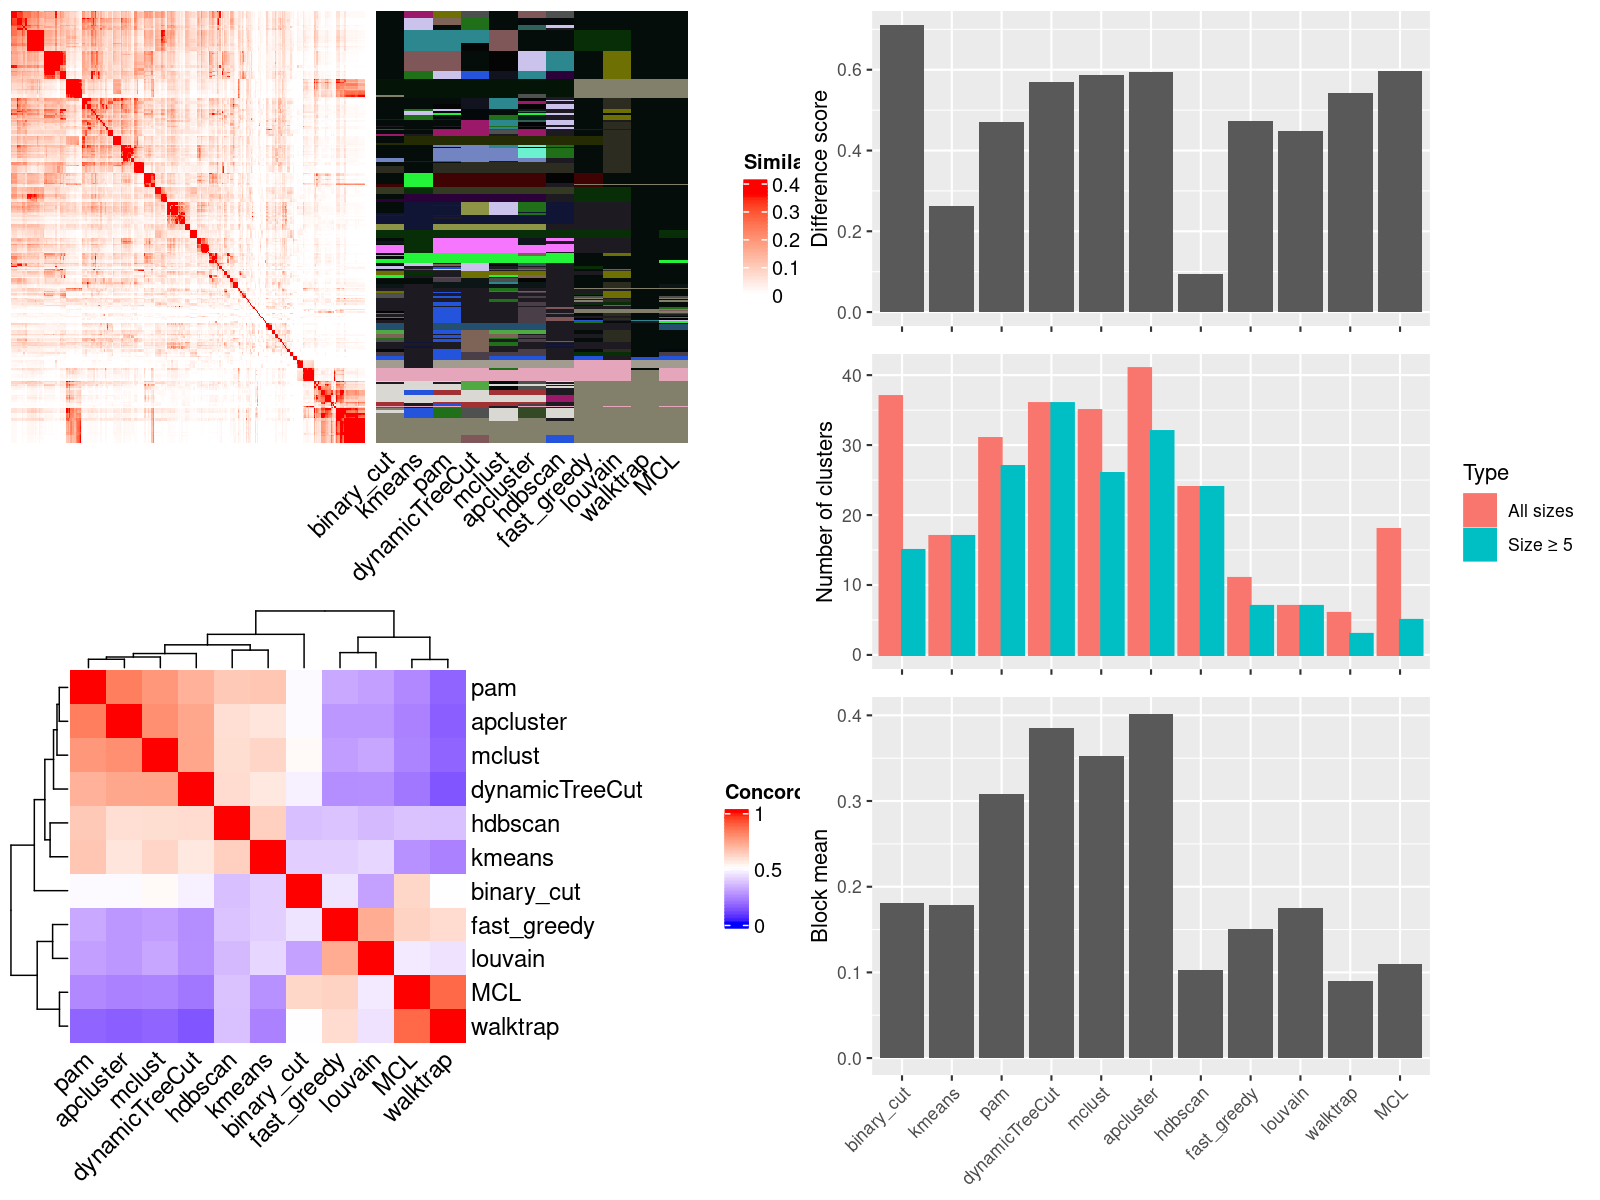 Simila
0.4
0.3
0.2
0.1
0
binary_cut
kmeans
pam
dynamicTreeCut
mclust
apcluster
hdbscan
fast_greedy
louvain
walktrap
MCL
Difference score
0.6
0.4
0.2
0.0
Number of clusters
40
30
20
10
0
Type
All sizes
Size ≥ 5
pam
apcluster
mclust
dynamicTreeCut
hdbscan
kmeans
binary_cut
fast_greedy
louvain
MCL
walktrap
pam
apcluster
mclust
dynamicTreeCut
hdbscan
kmeans
binary_cut
fast_greedy
louvain
MCL
walktrap
Concord
1
0.5
0
Block mean
0.4
0.3
0.2
0.1
0.0
binary_cut
kmeans
pam
dynamicTreeCut
mclust
apcluster
hdbscan
fast_greedy
louvain
walktrap
MCL